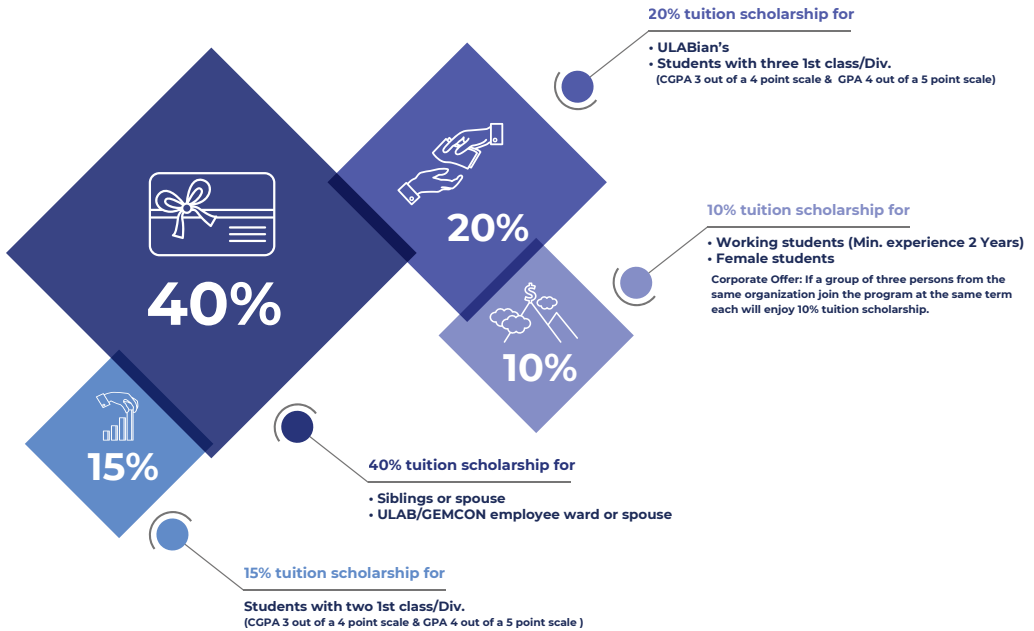 20% tuition scholarship for
• ULABian's
• Students with three 1st class/Div.
(CGPA 3 out of a 4 point scale & GPA 4 out of a 5 point scale)
20%
10% tuition scholarship for
• Working students (Min. experience 2 Years)
• Female students
Corporate Offer: If a group of three persons from the
same organization join the program at the same term
each will enjoy 10% tuition scholarship.
$
40%
10%
15%
40% tuition scholarship for
• Siblings or spouse
• ULAB/GEMCON employee ward or spouse
15% tuition scholarship for
Students with two 1st class/Div.
(CGPA 3 out of a 4 point scale & GPA 4 out of a 5 point scale )